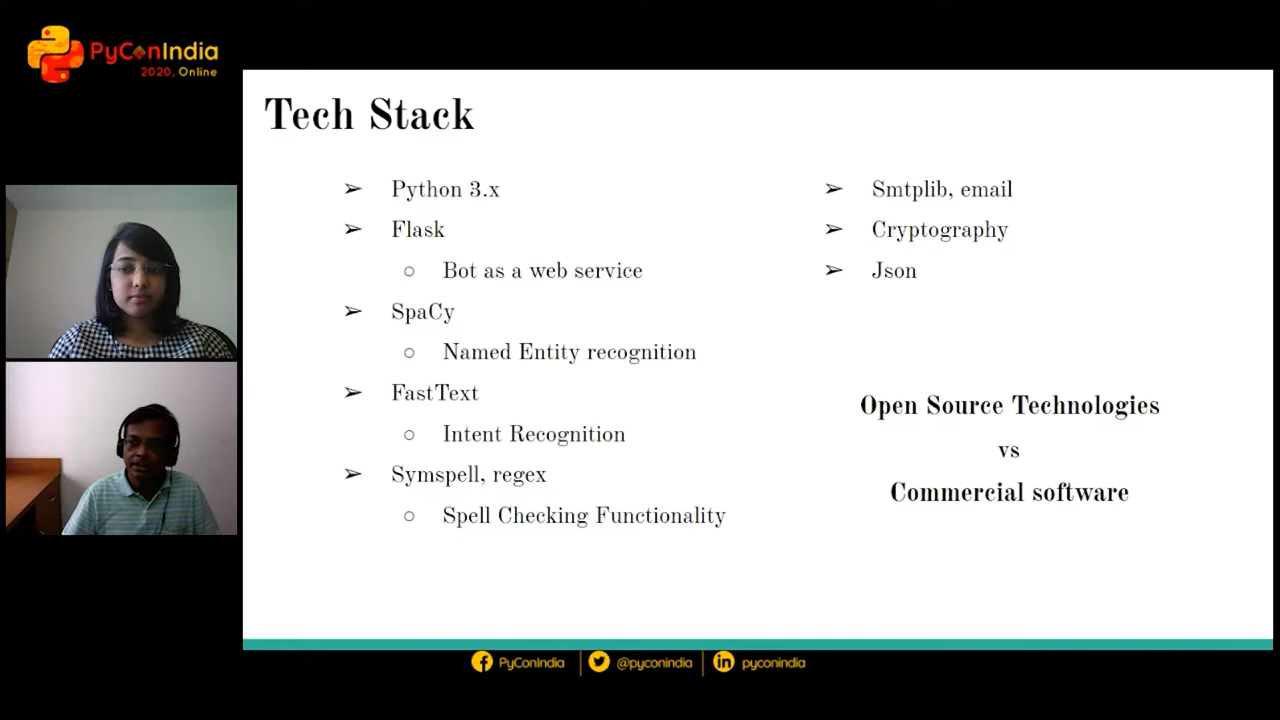 PyConIndia
2020, Online
Tech Stack
➢ Python 3.x
➢ Flask
○ Bot as a web service
➢ SpaCy
○ Named Entity recognition
➢ FastText
○ Intent Recognition
➢ Symspell, regex
○ Spell Checking Functionality
➢ Smtplib, email
➢ Cryptography
➢ Json
Open Source Technologies
vs
Commercial software
PyConIndia
@pyconindia
pyconindia